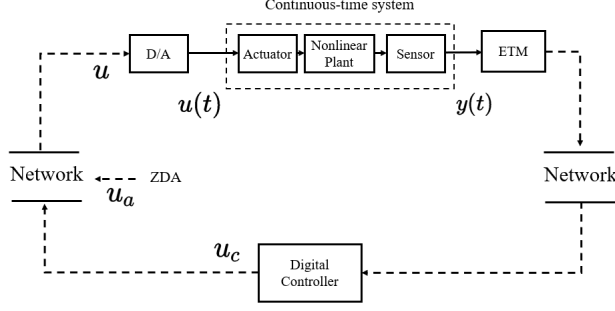 Continuous-time system
D/A
Actuator
Nonlinear
Plant
Sensor
ETM
u
u(t)
y(t)
Network
ZDA
u_a
Network
u_c
Digital
Controller